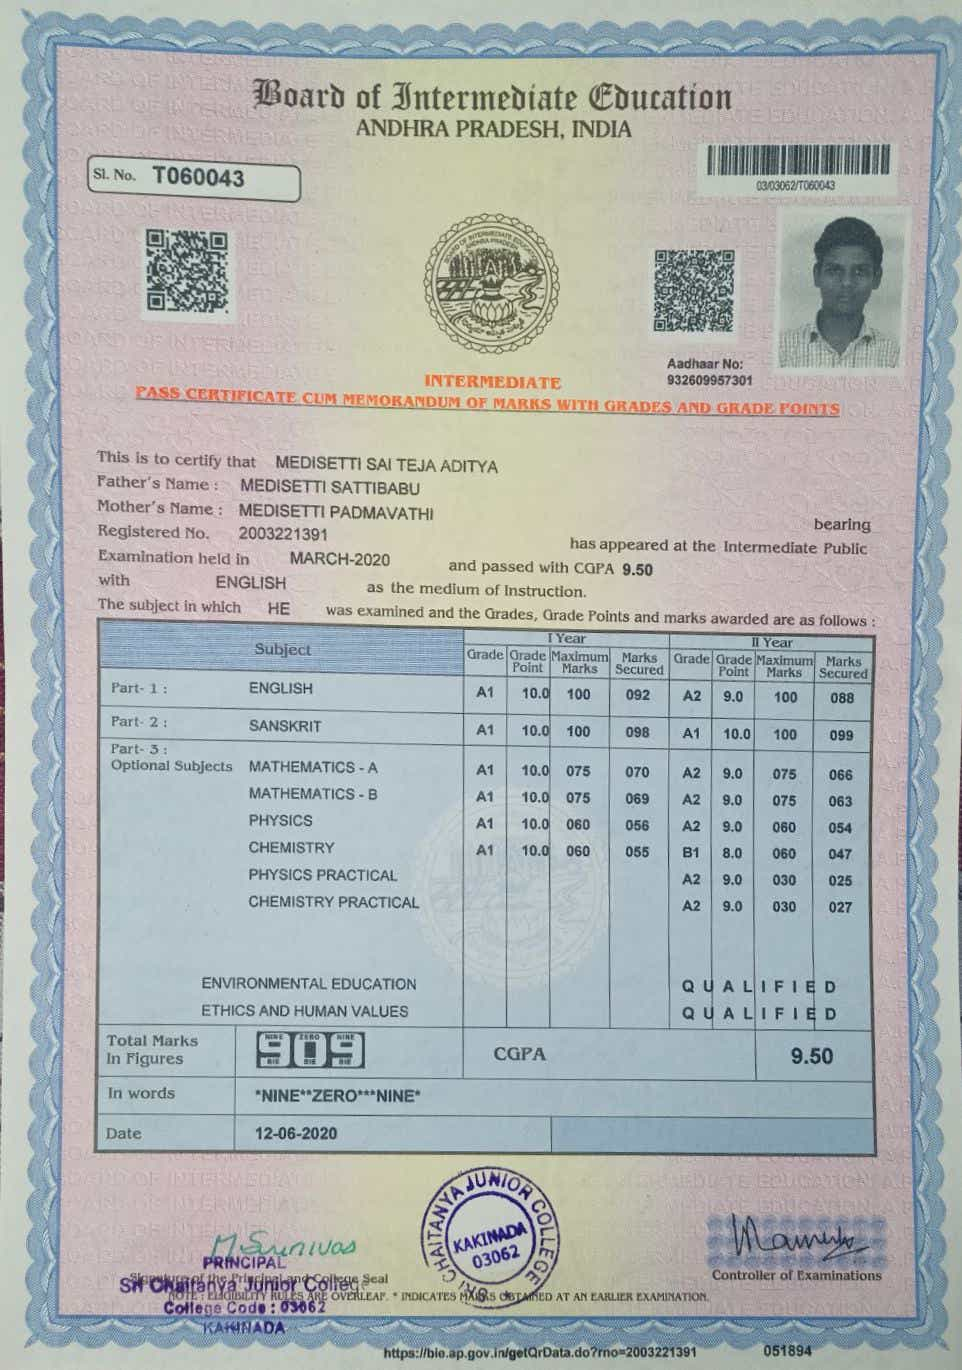 Board of Intermediate Education
ANDHRA PRADESH, INDIA
Sl. No. T060043
03/03062/T060043
Aadhaar No:
932609957301
INTERMEDIATE
PASS CERTIFICATE CUM MEMORANDUM OF MARKS WITH GRADES AND GRADE POINTS
This is to certify that MEDISETTI SAI TEJA ADITYA
Father's Name : MEDISETTI SATTIBABU
Mother's Name : MEDISETTI PADMAVATHI
bearing
Registered No. 2003221391 has appeared at the Intermediate Public
Examination held in MARCH-2020 and passed with CGPA 9.50
with ENGLISH as the medium of Instruction.
The subject in which HE was examined and the Grades, Grade Points and marks awarded are as follows :
Subject I Year II Year
Grade Grade Point Maximum Marks Marks Secured Grade Grade Point Maximum Marks Marks Secured
Part- 1 : ENGLISH A1 10.0 100 092 A2 9.0 100 088
Part- 2 : SANSKRIT A1 10.0 100 098 A1 10.0 100 099
Part- 3 :
Optional Subjects MATHEMATICS - A A1 10.0 075 070 A2 9.0 075 066
MATHEMATICS - B A1 10.0 075 069 A2 9.0 075 063
PHYSICS A1 10.0 060 056 A2 9.0 060 054
CHEMISTRY A1 10.0 060 055 B1 8.0 060 047
PHYSICS PRACTICAL A2 9.0 030 025
CHEMISTRY PRACTICAL A2 9.0 030 027
ENVIRONMENTAL EDUCATION QUALIFIED
ETHICS AND HUMAN VALUES QUALIFIED
Total Marks In Figures 909 CGPA 9.50
In words *NINE**ZERO***NINE*
Date 12-06-2020
SRI CHAITANYA JUNIOR COLLEGE
KAKINADA
03062
M. Srinivas
PRINCIPAL
Signature of the Principal and College Seal
Sri Chaitanya Junior College
College Code : 03062
KAKINADA
Controller of Examinations
NOTE : ELIGIBILITY RULES ARE OVERLEAF. * INDICATES MARKS OBTAINED AT AN EARLIER EXAMINATION.
https://bie.ap.gov.in/getQrData.do?rno=2003221391 051894